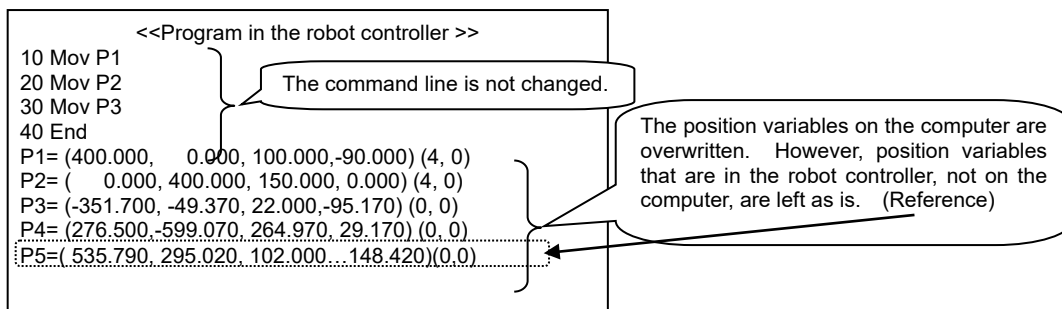 <<Program in the robot controller >>
10 Mov P1
20 Mov P2
30 Mov P3
40 End
P1= (400.000, 0.000, 100.000,-90.000) (4, 0)
P2= ( 0.000, 400.000, 150.000, 0.000) (4, 0)
P3= (-351.700, -49.370, 22.000,-95.170) (0, 0)
P4= (276.500,-599.070, 264.970, 29.170) (0, 0)
P5=( 535.790, 295.020, 102.000…148.420)(0,0)
The command line is not changed.
The position variables on the computer are
overwritten. However, position variables
that are in the robot controller, not on the
computer, are left as is. (Reference)